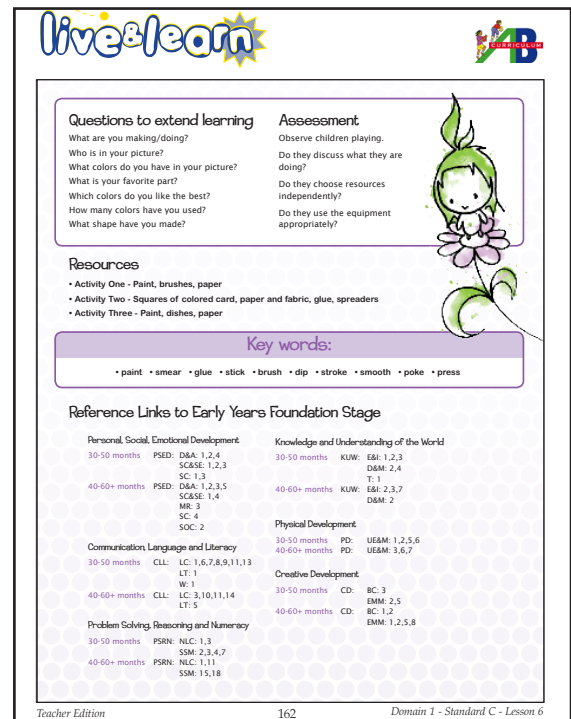 live&learn
AB
CURRICULUM
Questions to extend learning
What are you making/doing?
Who is in your picture?
What colors do you have in your picture?
What is your favorite part?
Which colors do you like the best?
How many colors have you used?
What shape have you made?
Assessment
Observe children playing.
Do they discuss what they are
doing?
Do they choose resources
independently?
Do they use the equipment
appropriately?
Resources
• Activity One - Paint, brushes, paper
• Activity Two - Squares of colored card, paper and fabric, glue, spreaders
• Activity Three - Paint, dishes, paper
Key words:
• paint • smear • glue • stick • brush • dip • stroke • smooth • poke • press
Reference Links to Early Years Foundation Stage
Personal, Social, Emotional Development
30-50 months PSED: D&A: 1,2,4
SC&SE: 1,2,3
SC: 1,3
40-60+ months PSED: D&A: 1,2,3,5
SC&SE: 1,4
MR: 3
SC: 4
SOC: 2
Communication, Language and Literacy
30-50 months CLL: LC: 1,6,7,8,9,11,13
LT: 1
W: 1
40-60+ months CLL: LC: 3,10,11,14
LT: 5
Problem Solving, Reasoning and Numeracy
30-50 months PSRN: NLC: 1,3
SSM: 2,3,4,7
40-60+ months PSRN: NLC: 1,11
SSM: 15,18
Knowledge and Understanding of the World
30-50 months KUW: E&I: 1,2,3
D&M: 2,4
T: 1
40-60+ months KUW: E&I: 2,3,7
D&M: 2
Physical Development
30-50 months PD: UE&M: 1,2,5,6
40-60+ months PD: UE&M: 3,6,7
Creative Development
30-50 months CD: BC: 3
EMM: 2,5
40-60+ months CD: BC: 1,2
EMM: 1,2,5,8
Teacher Edition 162 Domain 1 - Standard C - Lesson 6